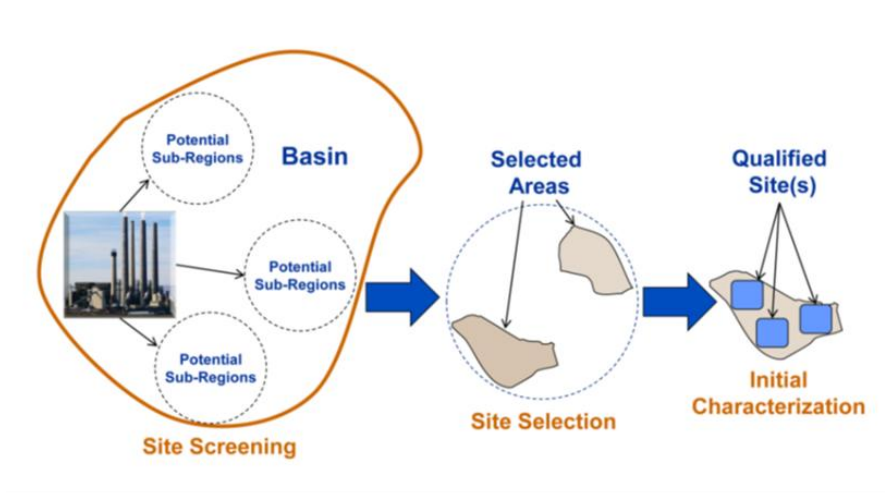 Potential
Sub-Regions
Basin
Potential
Sub-Regions
Potential
Sub-Regions
Site Screening
Selected
Areas
Site Selection
Qualified
Site(s)
Initial
Characterization